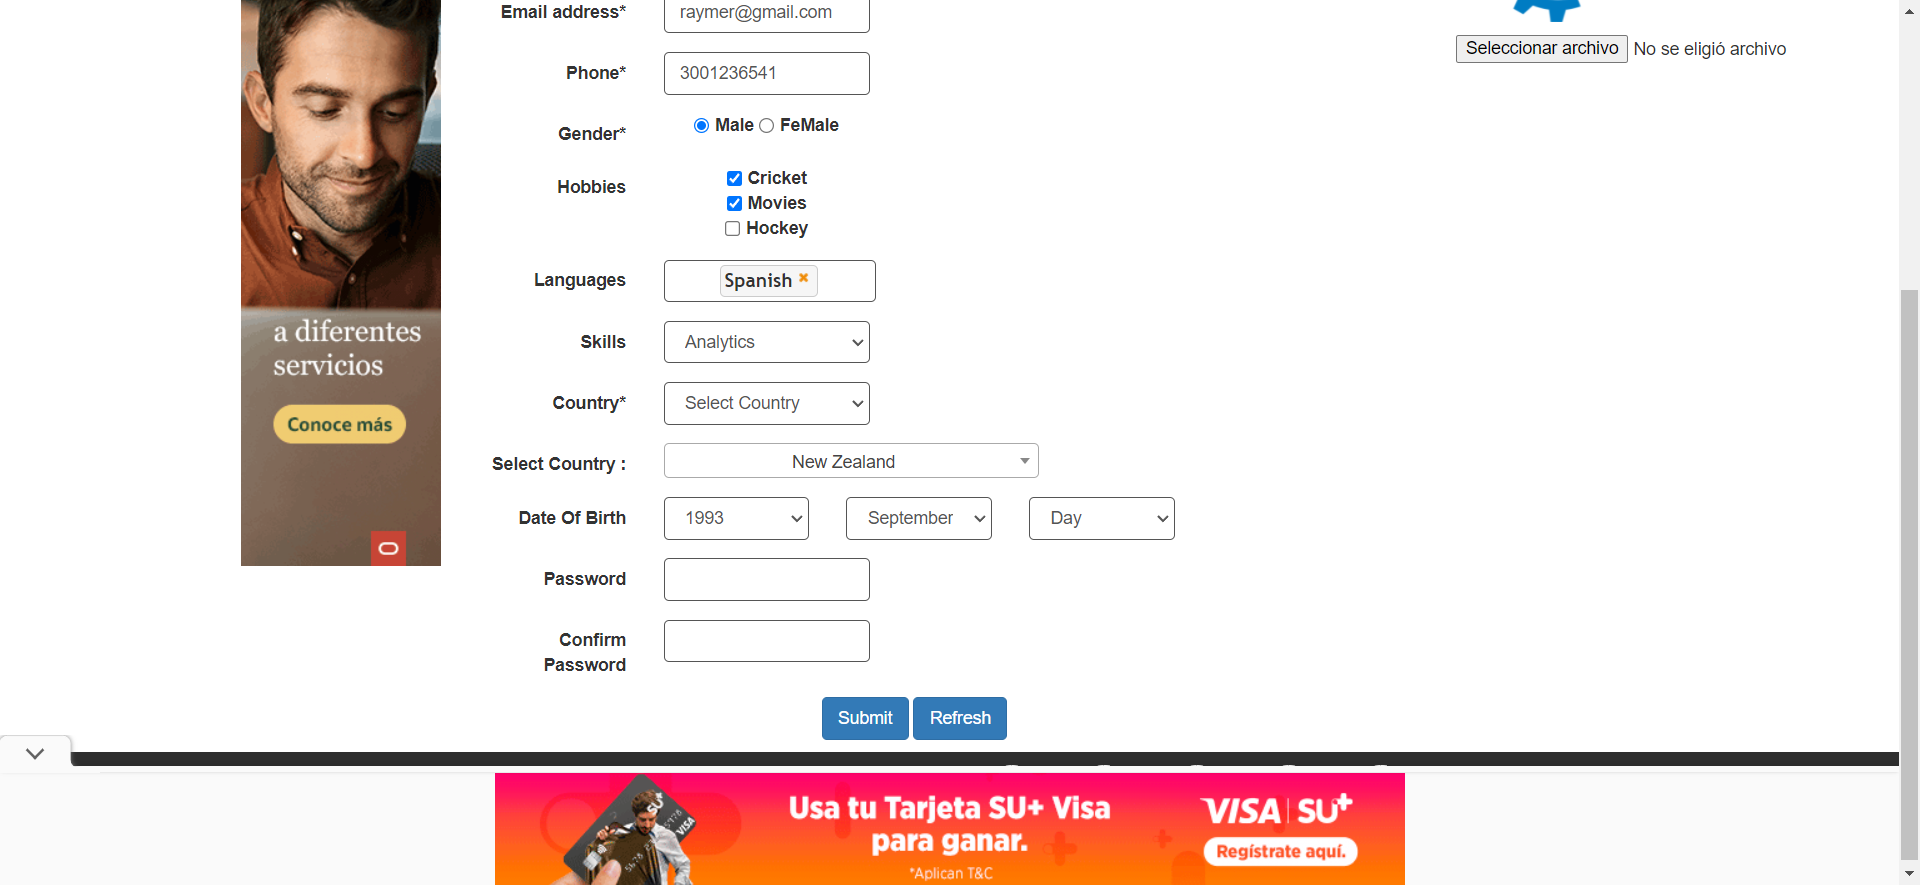 Email address*
raymer@gmail.com
Seleccionar archivo No se eligió archivo
Phone*
3001236541
Gender*
Male FeMale
Hobbies
Cricket
Movies
Hockey
Languages
Spanish
Skills
Analytics
Country*
Select Country
Select Country :
New Zealand
Date Of Birth
1993 September Day
Password
Confirm
Password
Submit Refresh
a diferentes
servicios
Conoce más
Usa tu Tarjeta SU+ Visa
para ganar.
*Aplican T&C
VISA SU+
Regístrate aquí.
SU+
VISA